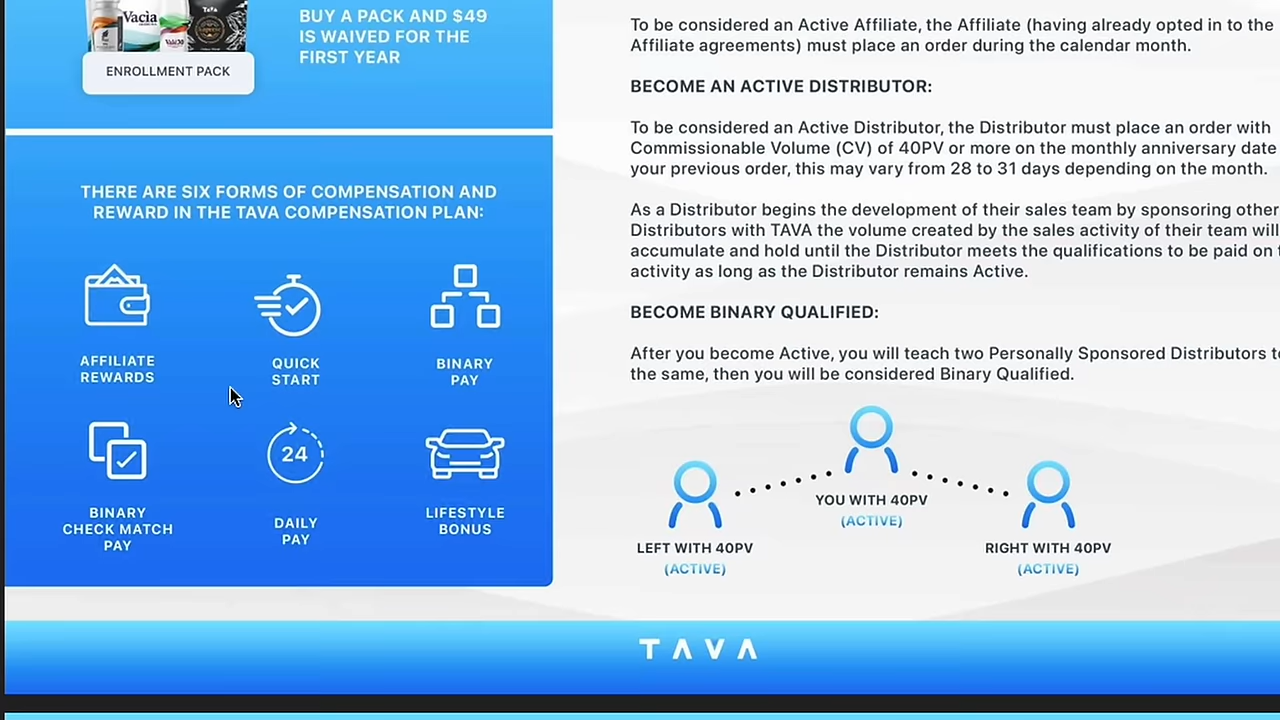 Vacia
TAVA
BUY A PACK AND $49
IS WAIVED FOR THE
FIRST YEAR
ENROLLMENT PACK
THERE ARE SIX FORMS OF COMPENSATION AND
REWARD IN THE TAVA COMPENSATION PLAN:
AFFILIATE
REWARDS
QUICK
START
BINARY
PAY
BINARY
CHECK MATCH
PAY
24
DAILY
PAY
LIFESTYLE
BONUS
To be considered an Active Affiliate, the Affiliate (having already opted in to the
Affiliate agreements) must place an order during the calendar month.
BECOME AN ACTIVE DISTRIBUTOR:
To be considered an Active Distributor, the Distributor must place an order with
Commissionable Volume (CV) of 40PV or more on the monthly anniversary date
your previous order, this may vary from 28 to 31 days depending on the month.
As a Distributor begins the development of their sales team by sponsoring other
Distributors with TAVA the volume created by the sales activity of their team will
accumulate and hold until the Distributor meets the qualifications to be paid on
activity as long as the Distributor remains Active.
BECOME BINARY QUALIFIED:
After you become Active, you will teach two Personally Sponsored Distributors
the same, then you will be considered Binary Qualified.
YOU WITH 40PV
(ACTIVE)
LEFT WITH 40PV
(ACTIVE)
RIGHT WITH 40PV
(ACTIVE)
TAVA